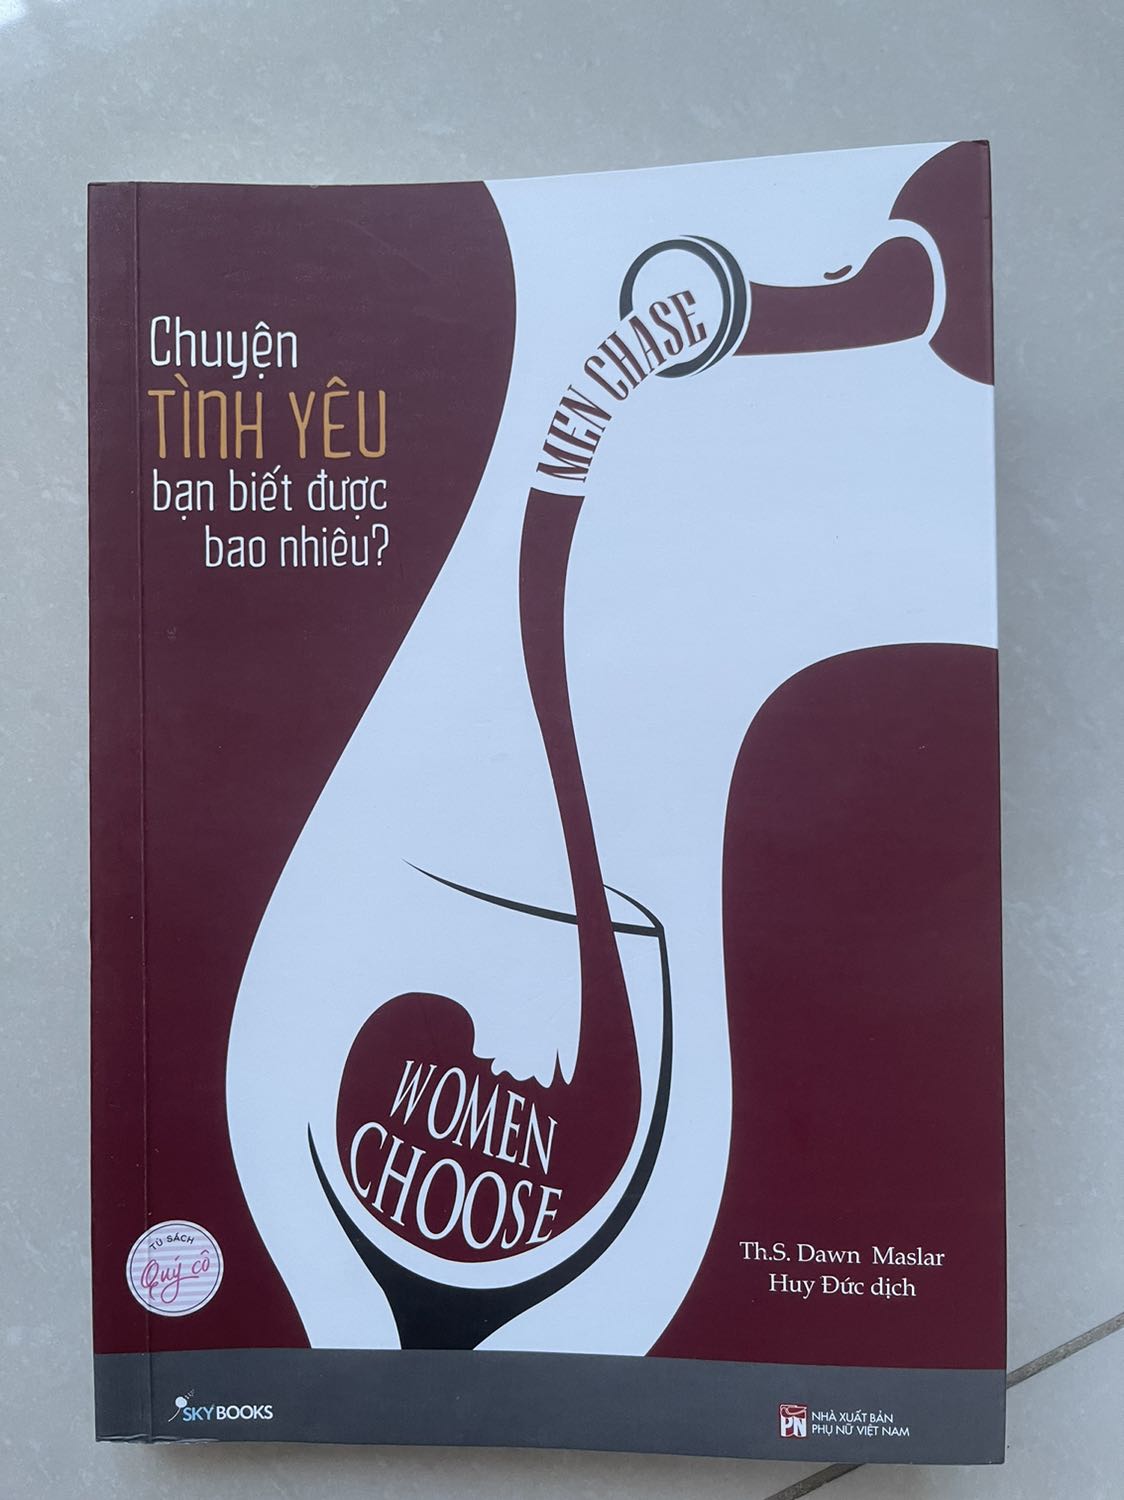 Chuyện
TÌNH YÊU
bạn biết được
bao nhiêu?
MEN CHASE
WOMEN
CHOOSE
TỦ SÁCH
Quý cô
Th.S. Dawn Maslar
Huy Đức dịch
SKYBOOKS
PN
NHÀ XUẤT BẢN
PHỤ NỮ VIỆT NAM